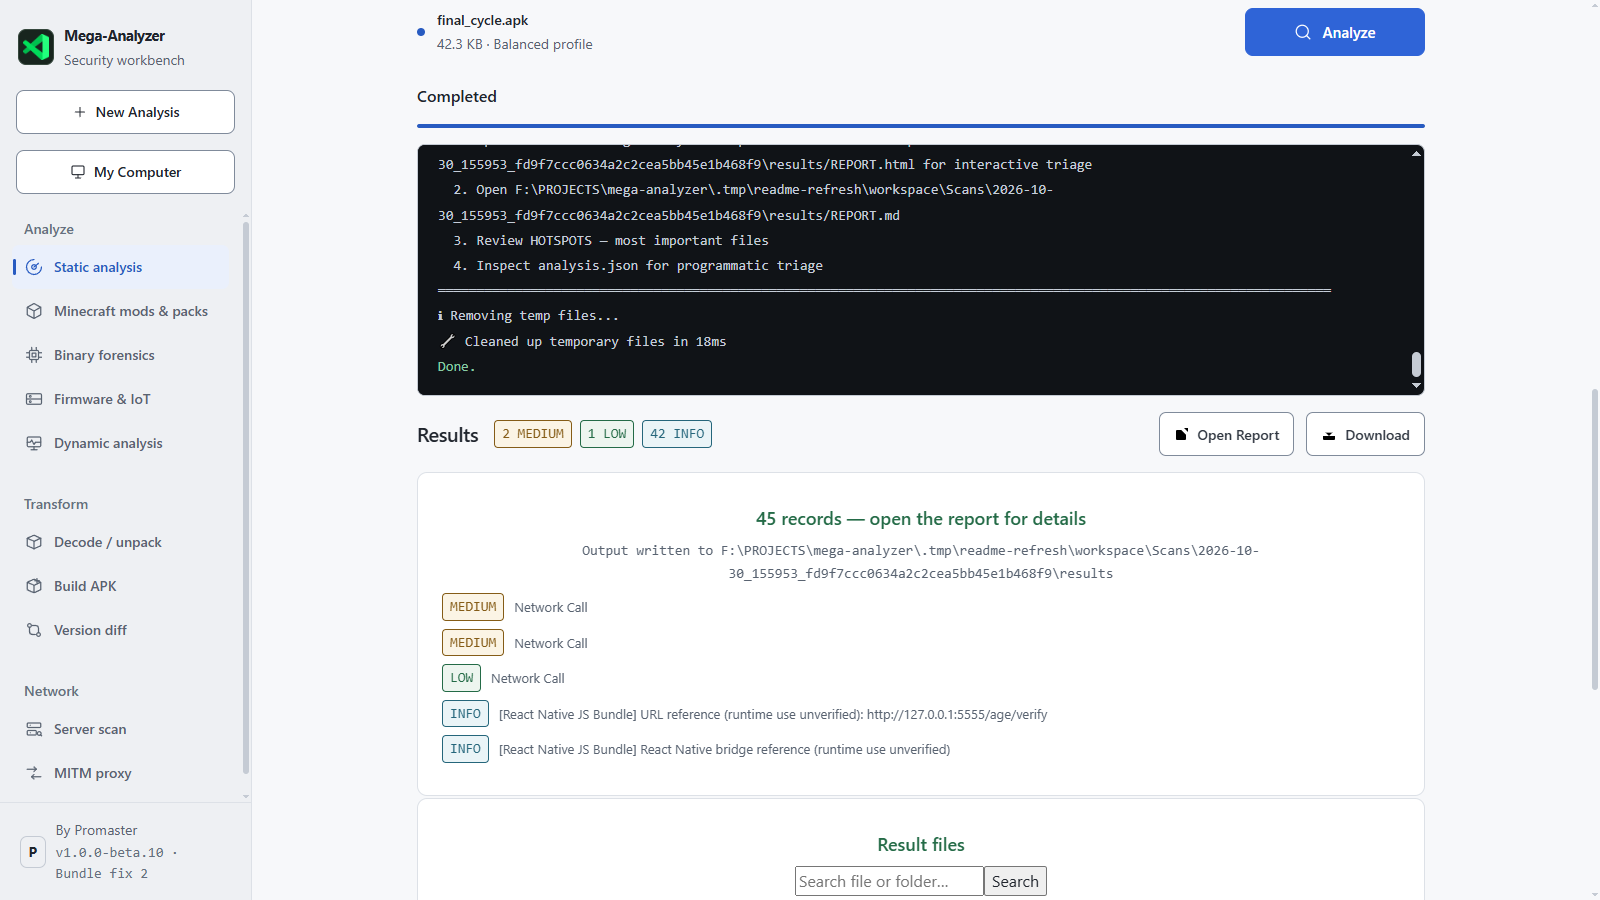 Mega-Analyzer
Security workbench
New Analysis
My Computer
Analyze
Static analysis
Minecraft mods & packs
Binary forensics
Firmware & IoT
Dynamic analysis
Transform
Decode / unpack
Build APK
Version diff
Network
Server scan
MITM proxy
P
By Promaster
v1.0.0-beta.10 ·
Bundle fix 2
final_cycle.apk
42.3 KB · Balanced profile
Analyze
Completed
30_155953_fd9f7ccc0634a2c2cea5bb45e1b468f9\results/REPORT.html for interactive triage
2. Open F:\PROJECTS\mega-analyzer\.tmp\readme-refresh\workspace\Scans\2026-10-
30_155953_fd9f7ccc0634a2c2cea5bb45e1b468f9\results/REPORT.md
3. Review HOTSPOTS — most important files
4. Inspect analysis.json for programmatic triage
ℹ Removing temp files...
Cleaned up temporary files in 18ms
Done.
Results
2 MEDIUM
1 LOW
42 INFO
Open Report
Download
45 records — open the report for details
Output written to F:\PROJECTS\mega-analyzer\.tmp\readme-refresh\workspace\Scans\2026-10-
30_155953_fd9f7ccc0634a2c2cea5bb45e1b468f9\results
MEDIUM Network Call
MEDIUM Network Call
LOW Network Call
INFO [React Native JS Bundle] URL reference (runtime use unverified): http://127.0.0.1:5555/age/verify
INFO [React Native JS Bundle] React Native bridge reference (runtime use unverified)
Result files
Search file or folder...
Search